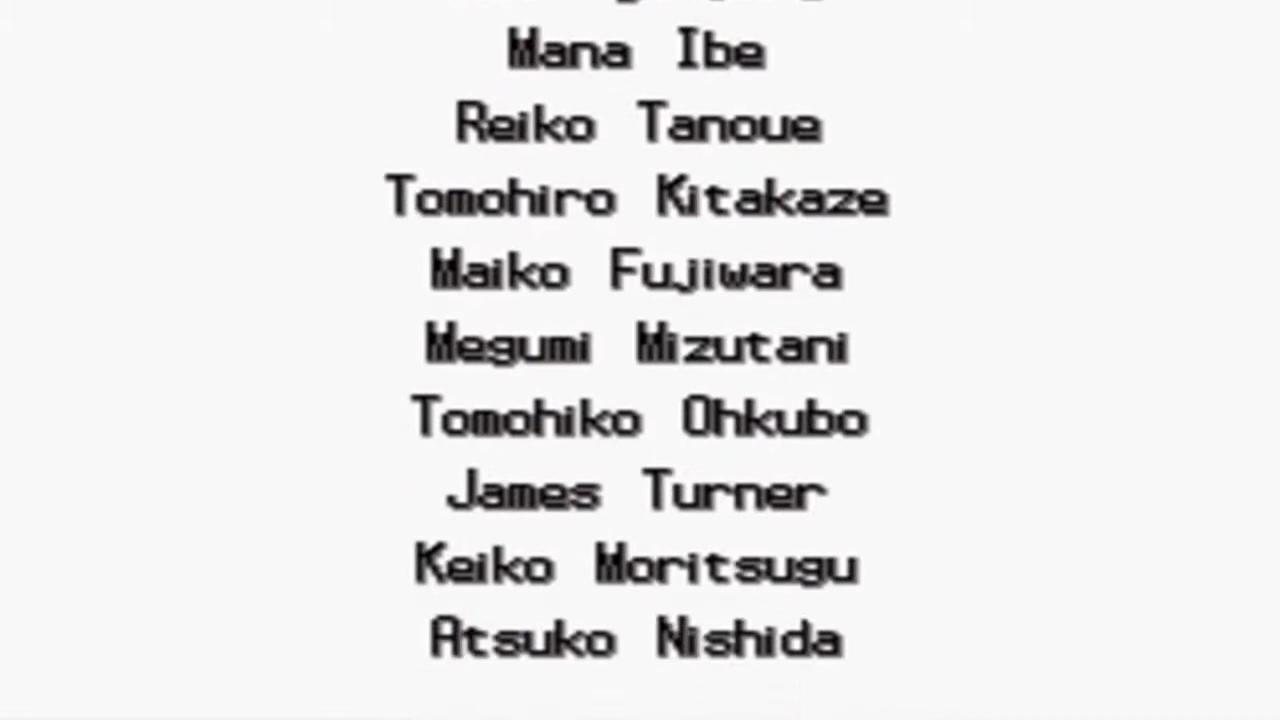 Mana Ibe
Reiko Tanoue
Tomohiro Kitakaze
Maiko Fujiwara
Megumi Mizutani
Tomohiko Ohkubo
James Turner
Keiko Moritsugu
Atsuko Nishida